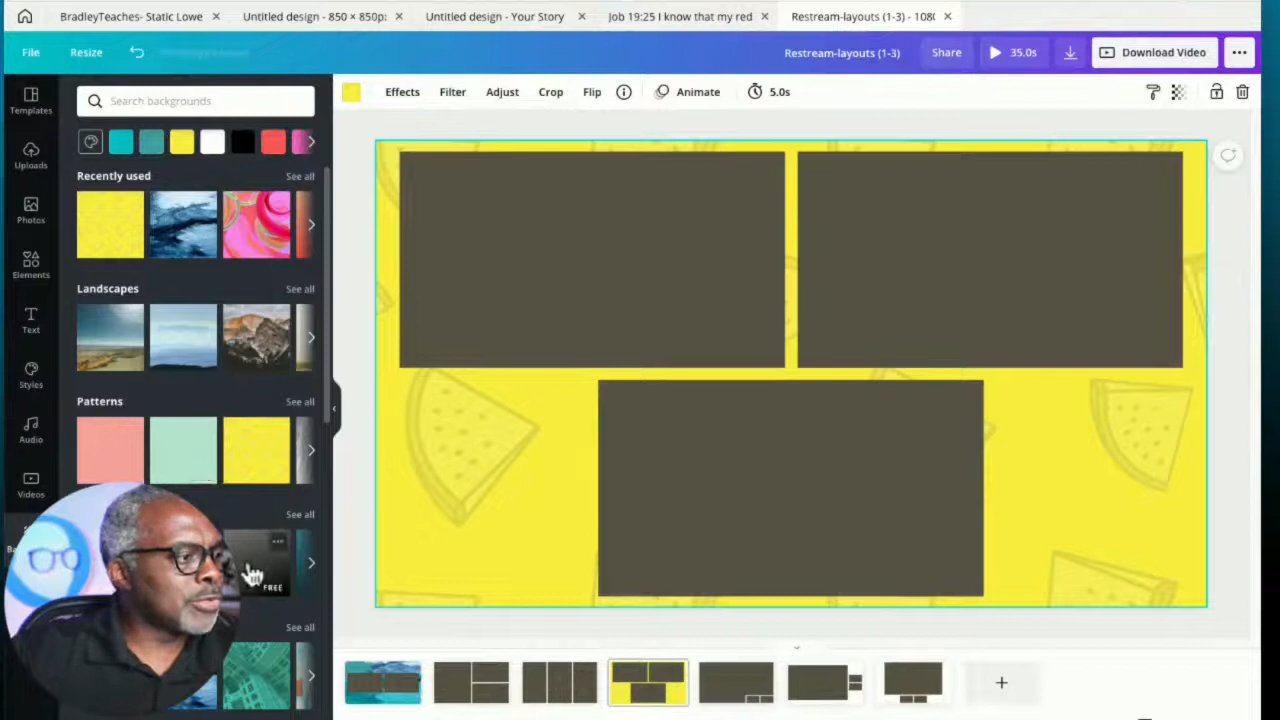 BradleyTeaches- Static Lowe
Untitled design - 850 × 850p:
Untitled design - Your Story
Job 19:25 I know that my red
Restream-layouts (1-3) - 108(
File
Resize
Restream-layouts (1-3)
Share
35.0s
Download Video
Templates
Search backgrounds
Effects
Filter
Adjust
Crop
Flip
Animate
5.0s
Uploads
Recently used
See all
Photos
Elements
Landscapes
See all
Text
Styles
Patterns
See all
Audio
Videos
See all
FREE
See all